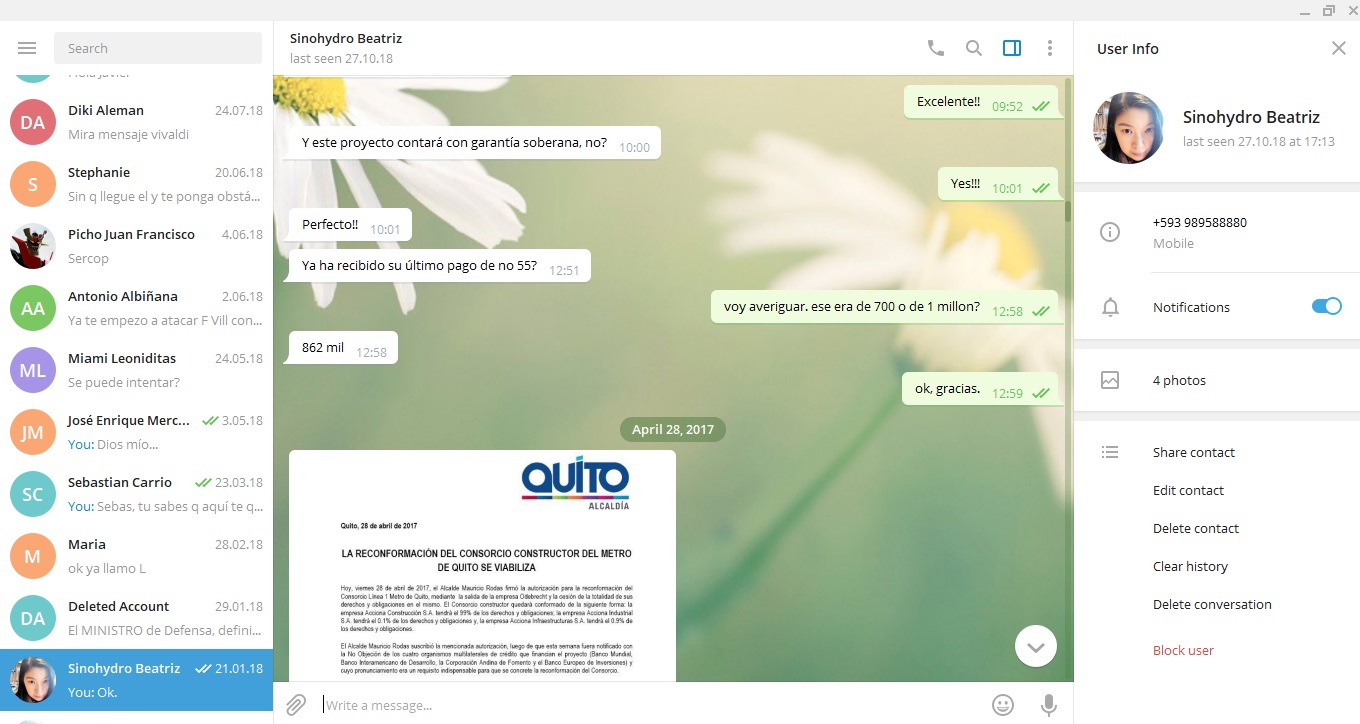 Search
Hola Javier
Diki Aleman 24.07.18
Mira mensaje vivaldi
DA
Stephanie 20.06.18
Sin q llegue el y te ponga obstá...
S
Picho Juan Francisco 4.06.18
Sercop
Antonio Albiñana 2.06.18
Ya te empezo a atacar F Vill con...
AA
Miami Leoniditas 24.05.18
Se puede intentar?
ML
José Enrique Merc... 3.05.18
You: Dios mío...
JM
Sebastian Carrio 23.03.18
You: Sebas, tu sabes q aquí te q...
SC
Maria 28.02.18
ok ya llamo L
M
Deleted Account 29.01.18
El MINISTRO de Defensa, defini...
DA
Sinohydro Beatriz 21.01.18
You: Ok.
Sinohydro Beatriz
last seen 27.10.18
Excelente!! 09:52
Y este proyecto contará con garantía soberana, no? 10:00
Yes!!! 10:01
Perfecto!! 10:01
Ya ha recibido su último pago de no 55? 12:51
voy averiguar. ese era de 700 o de 1 millon? 12:58
862 mil 12:58
ok, gracias. 12:59
April 28, 2017
QUITO
ALCALDÍA
Quito, 28 de abril de 2017
LA RECONFORMACIÓN DEL CONSORCIO CONSTRUCTOR DEL METRO
DE QUITO SE VIABILIZA
Hoy, viernes 28 de abril de 2017, el Alcalde Mauricio Rodas firmó la autorización para la reconformación del
Consorcio Línea 1 Metro de Quito, mediante la salida de la empresa Odebrecht y la cesión de la totalidad de sus
derechos y obligaciones en el mismo. El Consorcio constructor quedará conformado de la siguiente forma: la
empresa Acciona Construcción S.A. tendrá el 99% de los derechos y obligaciones; la empresa Acciona Industrial
S.A. tendrá el 0.1% de los derechos y obligaciones y, la empresa Acciona Infraestructuras S.A. tendrá el 0.9% de
los derechos y obligaciones.
El Alcalde Mauricio Rodas suscribió la mencionada autorización, luego de que esta semana fuera notificado con
la No Objeción de los cuatro organismos multilaterales de crédito que financian el proyecto (Banco Mundial,
Banco Interamericano de Desarrollo, la Corporación Andina de Fomento y el Banco Europeo de Inversiones) y
cuyo pronunciamiento era un requisito indispensable para que se concrete la reconformación del Consorcio.
Write a message...
User Info
Sinohydro Beatriz
last seen 27.10.18 at 17:13
+593 989588880
Mobile
Notifications
4 photos
Share contact
Edit contact
Delete contact
Clear history
Delete conversation
Block user